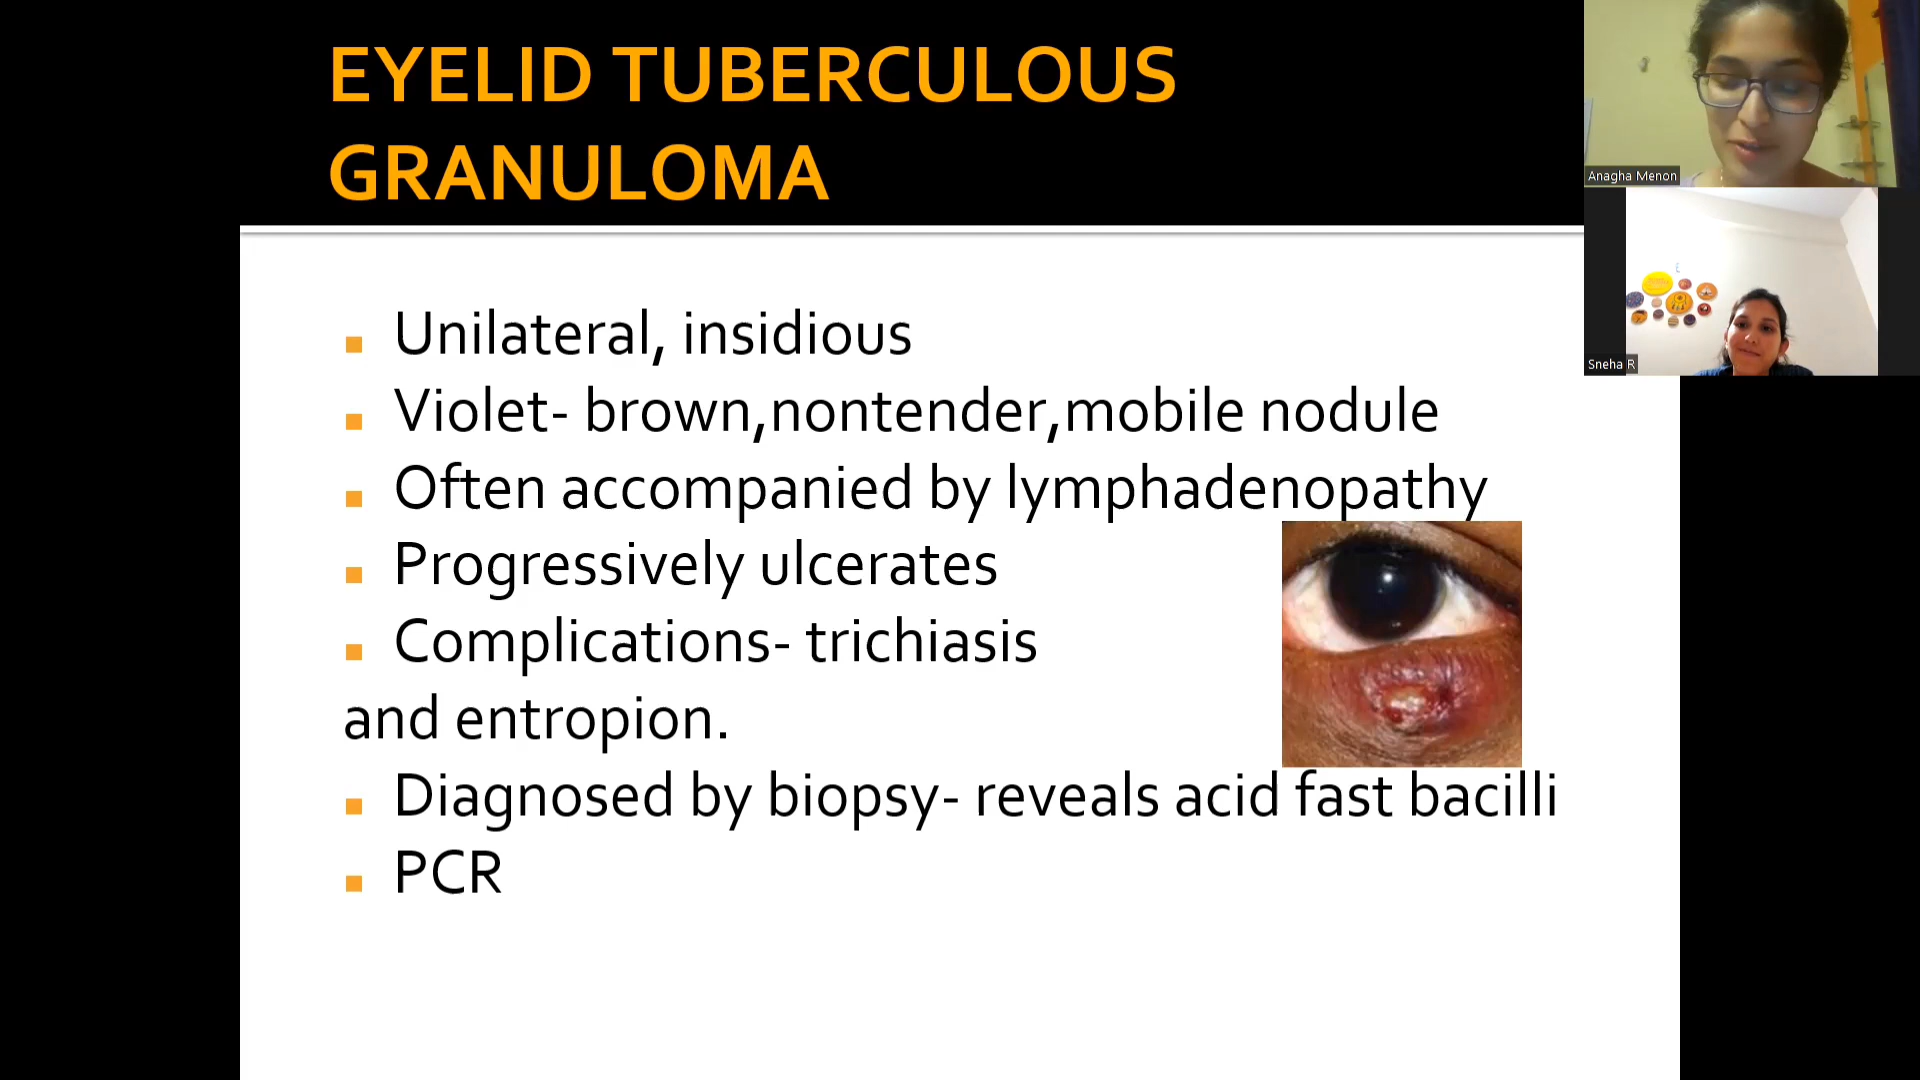 EYELID TUBERCULOUS
GRANULOMA
Unilateral, insidious
Violet- brown,nontender,mobile nodule
Often accompanied by lymphadenopathy
Progressively ulcerates
Complications- trichiasis
and entropion.
Diagnosed by biopsy- reveals acid fast bacilli
PCR
Anagha Menon
Sneha R